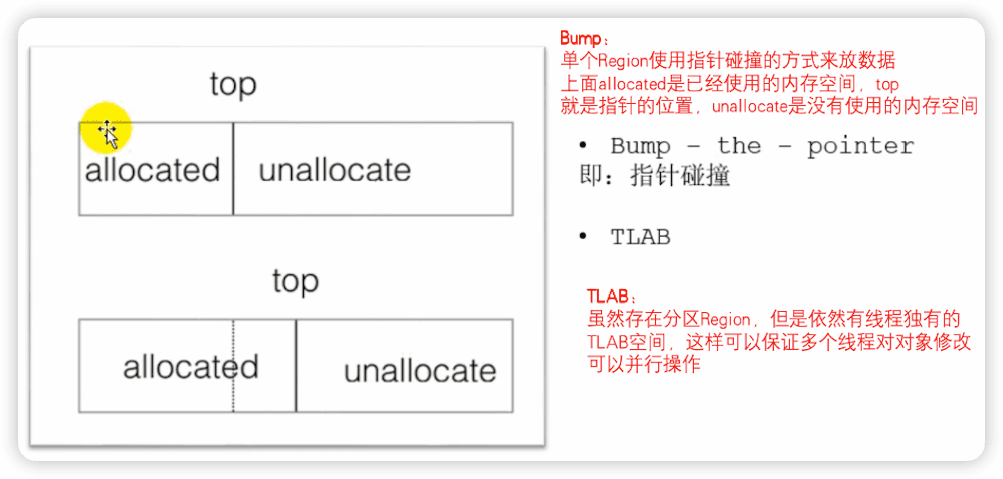 top
allocated
unallocate
top
allocated
unallocate
Bump：
单个Region使用指针碰撞的方式来放数据
上面allocated是已经使用的内存空间，top
就是指针的位置，unallocate是没有使用的内存空间
• Bump – the – pointer
即：指针碰撞
• TLAB
TLAB：
虽然存在分区Region，但是依然有线程独有的
TLAB空间，这样可以保证多个线程对对象修改
可以并行操作